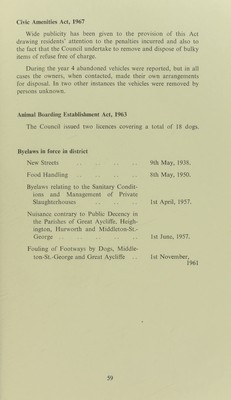 Civic Amenities Act, 1967
Wide publicity has been given to the provision of this Act
drawing residents' attention to the penalties incurred and also to
the fact that the Council undertake to remove and dispose of bulky
items of refuse free of charge.
During the year 4 abandoned vehicles were reported, but in all
cases the owners, when contacted, made their own arrangements
for disposal. In two other instances the vehicles were removed by
persons unknown.
Animal Boarding Establishment Act, 1963
The Council issued two licences covering a total of 18 dogs.
Byelaws in force in district
New Streets .. .. .. .. 9th May, 1938.
Food Handling .. .. .. .. 8th May, 1950.
Byelaws relating to the Sanitary Condit-
ions and Management of Private
Slaughterhouses .. .. .. 1st April, 1957.
Nuisance contrary to Public Decency in
the Parishes of Great Aycliffe, Heigh-
ington, Hurworth and Middleton-St.-
George .. .. .. .. 1st June, 1957.
Fouling of Footways by Dogs, Middle-
ton-St.-George and Great Aycliffe .. 1st November,
1961
59